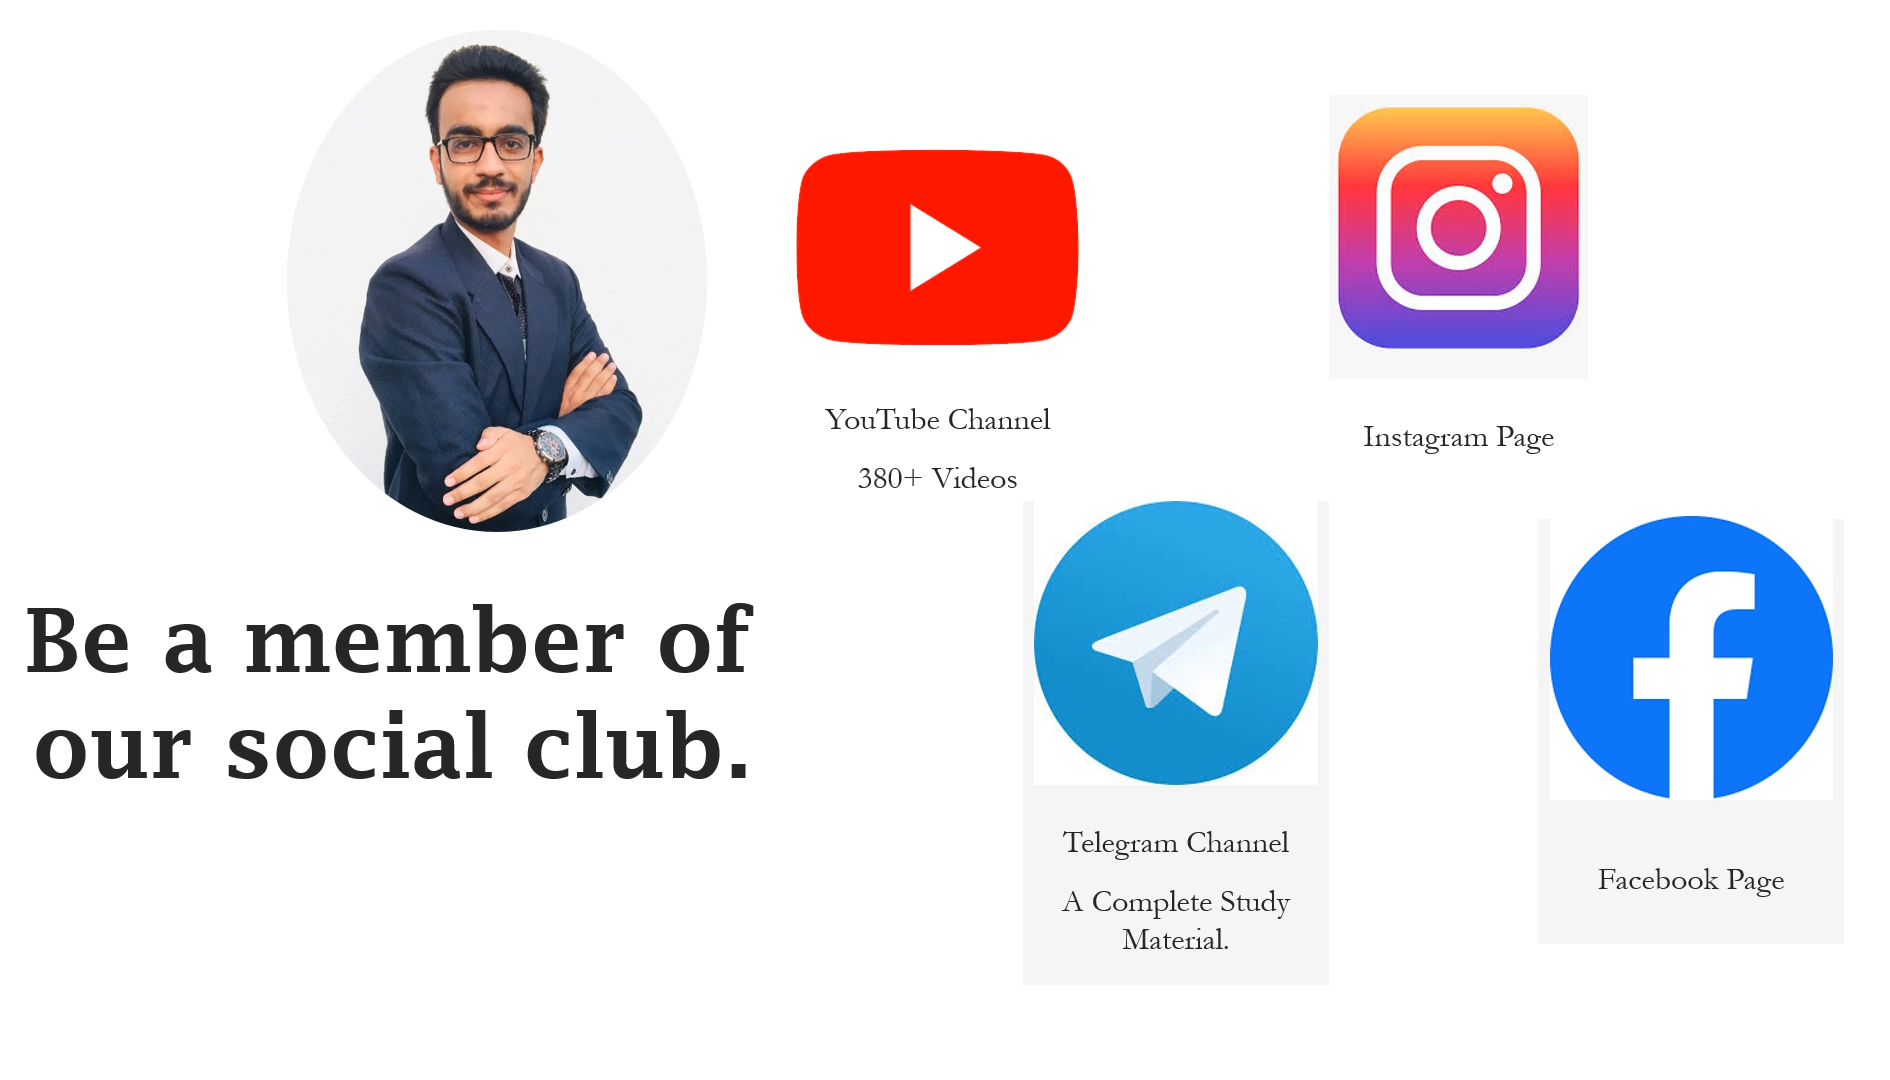 Be a member of
our social club.
YouTube Channel
380+ Videos
Instagram Page
Telegram Channel
A Complete Study
Material.
Facebook Page